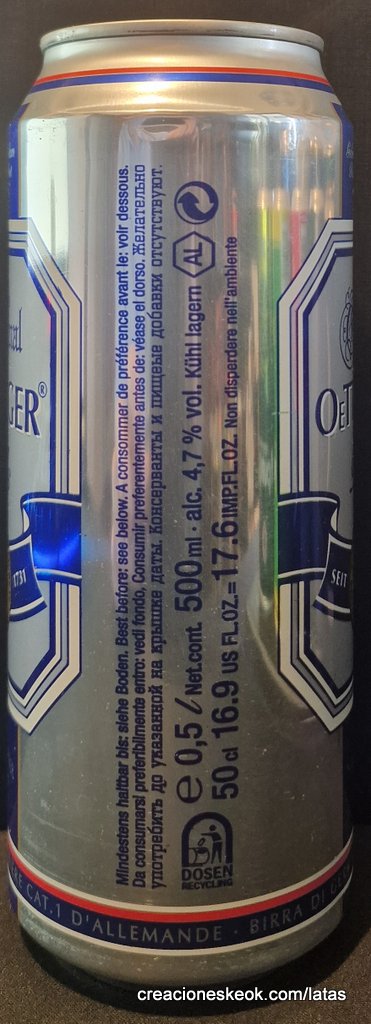 Mindestens haltbar bis: siehe Boden. Best before: see below. A consommer de préférence avant le: voir dessous.
Da consumarsi preferibilmente entro: vedi fondo, Consumir preferentemente antes de: véase el dorso. Желательно
употребить до указанной на крышке даты. Консерванты и пищевые добавки отсутствуют.
e 0,5 ℓ / Net.cont. 500 ml · alc. 4,7 % vol. Kühl lagern AL
50 cl 16.9 US FL.OZ.= 17.6 IMP.FL.OZ. Non disperdere nell'ambiente
DOSEN
RECYCLING
GER®
1731
OeT
SEIT
CAT.1 D'ALLEMANDE · BIRRA DI
creacioneskeok.com/latas